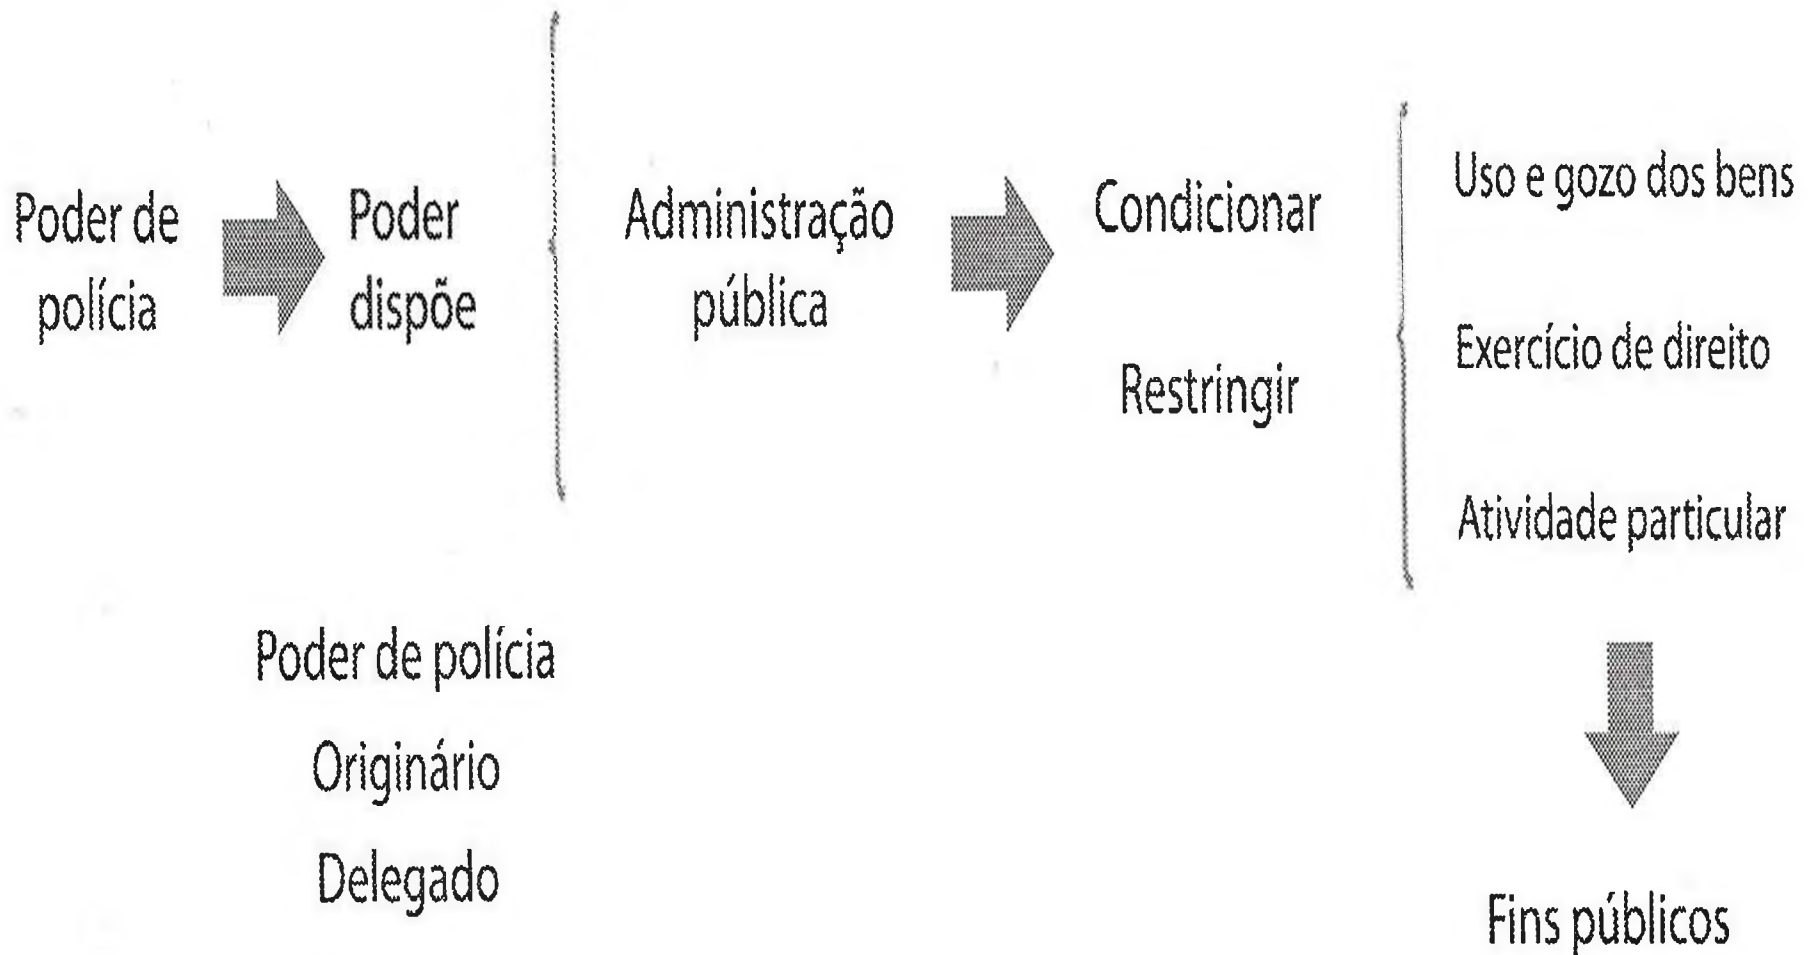 Poder de
polícia
Poder
dispõe
Administração
pública
Condicionar
Restringir
Uso e gozo dos bens
Exercício de direito
Atividade particular
Fins públicos
Poder de polícia
Originário
Delegado